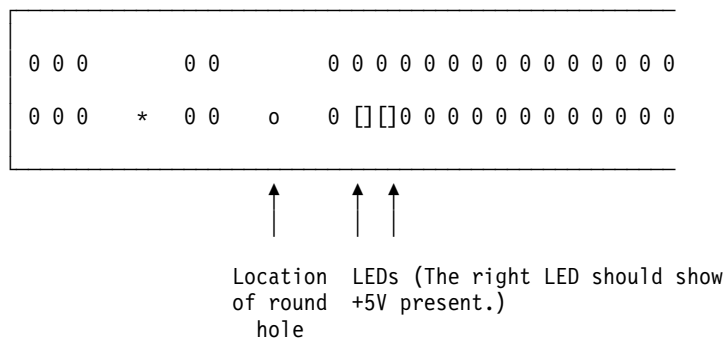 0 0 0 0 0 0 0 0 0 0 0 0 0 0 0 0 0 0 0 0
0 0 0 * 0 0 o 0 [] [] 0 0 0 0 0 0 0 0 0 0 0 0
Location LEDs (The right LED should show
of round +5V present.)
hole